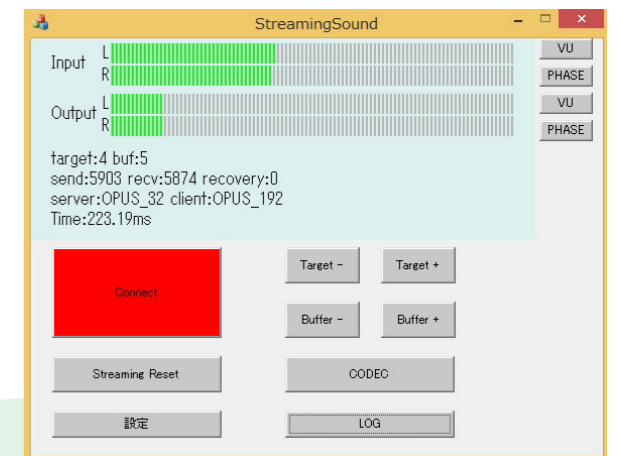 StreamingSound
Input L
R
VU
PHASE
Output L
R
VU
PHASE
target:4 buf:5
send:5903 recv:5874 recovery:0
server:OPUS_32 client:OPUS_192
Time:223.19ms
Connect
Target -
Target +
Buffer -
Buffer +
Streaming Reset
CODEC
設定
LOG